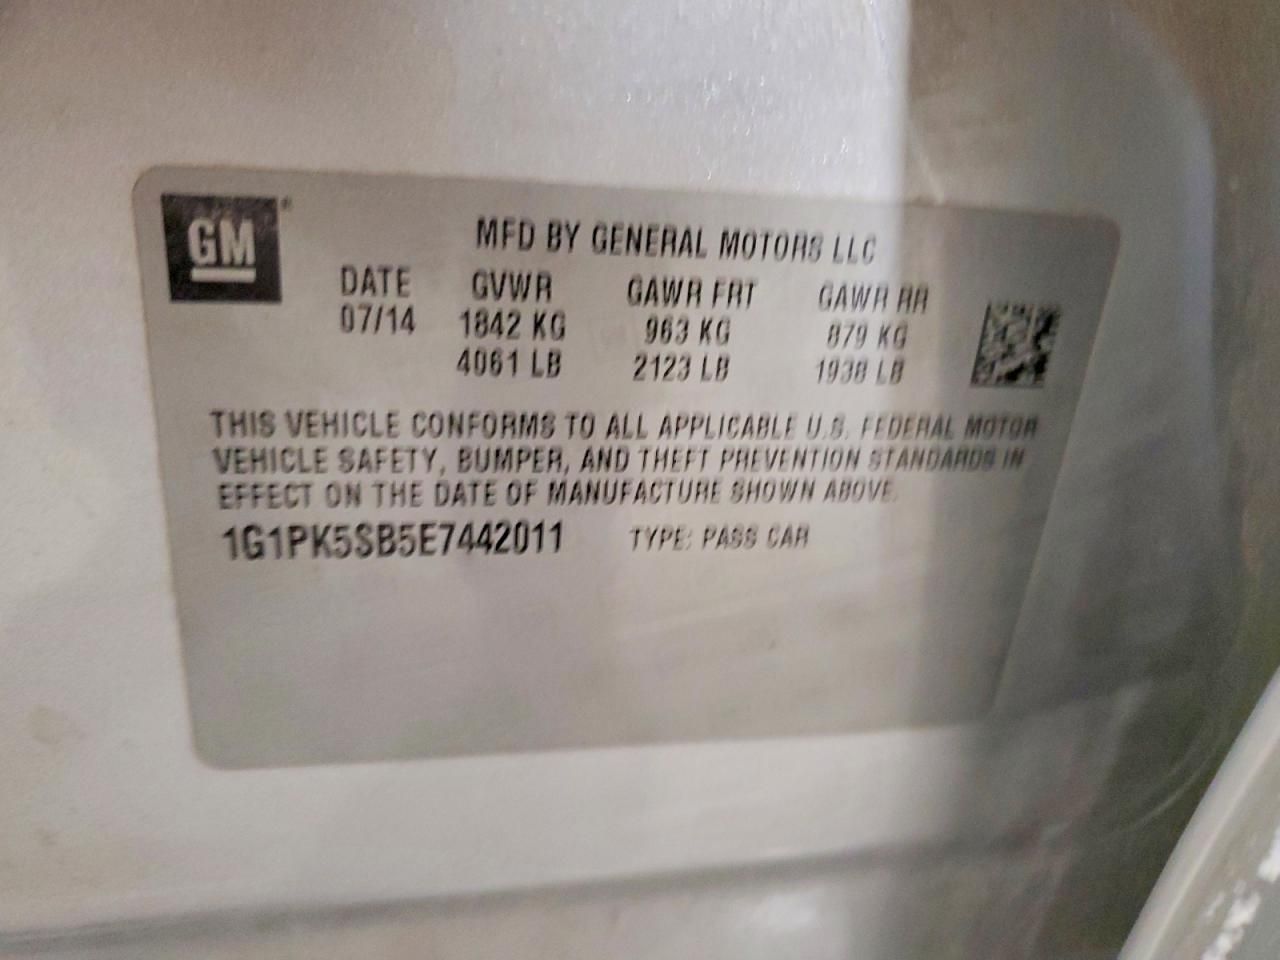 GM
MFD BY GENERAL MOTORS LLC
DATE GVWR GAWR FRT GAWR RR
07/14 1842 KG 963 KG 879 KG
4061 LB 2123 LB 1938 LB
THIS VEHICLE CONFORMS TO ALL APPLICABLE U.S. FEDERAL MOTOR
VEHICLE SAFETY, BUMPER, AND THEFT PREVENTION STANDARDS IN
EFFECT ON THE DATE OF MANUFACTURE SHOWN ABOVE.
1G1PK5SB5E7442011 TYPE: PASS CAR